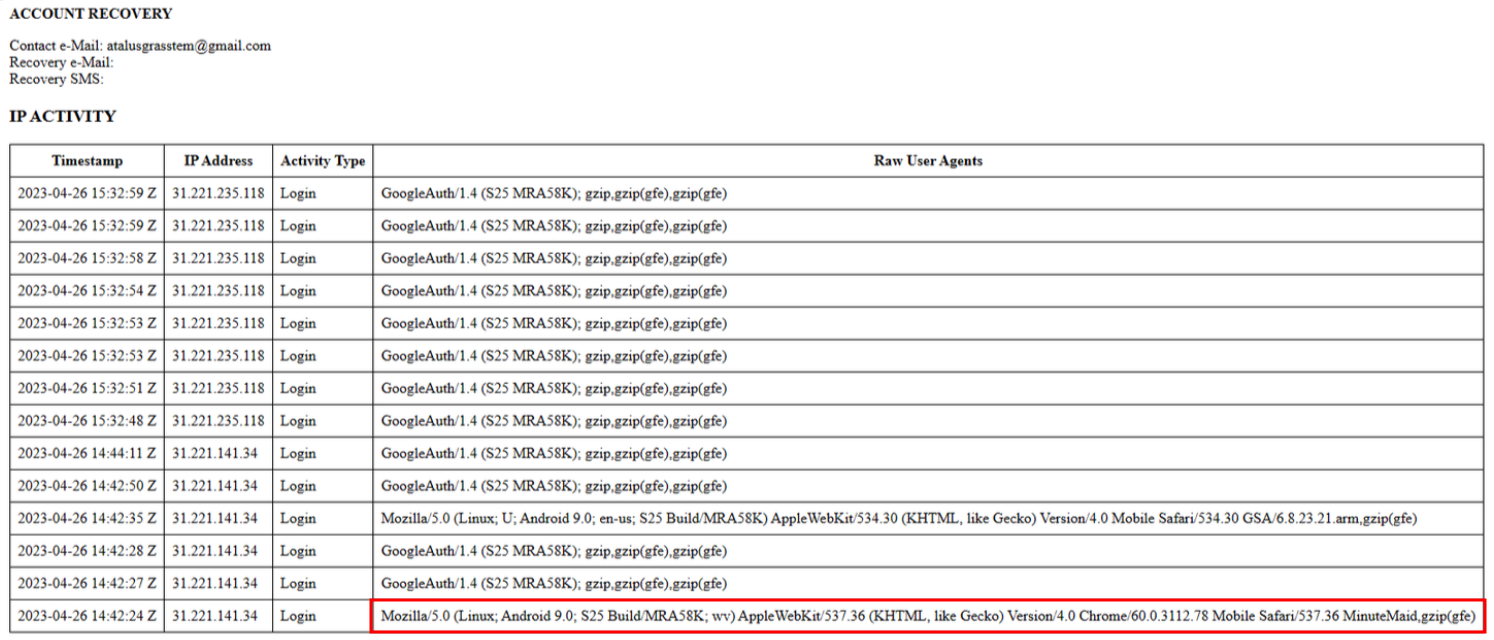 ACCOUNT RECOVERY
Contact e-Mail: atalusgrasstem@gmail.com
Recovery e-Mail:
Recovery SMS:
IP ACTIVITY
Timestamp IP Address Activity Type Raw User Agents
2023-04-26 15:32:59 Z 31.221.235.118 Login GoogleAuth/1.4 (S25 MRA58K); gzip,gzip(gfe),gzip(gfe)
2023-04-26 15:32:59 Z 31.221.235.118 Login GoogleAuth/1.4 (S25 MRA58K); gzip,gzip(gfe),gzip(gfe)
2023-04-26 15:32:58 Z 31.221.235.118 Login GoogleAuth/1.4 (S25 MRA58K); gzip,gzip(gfe),gzip(gfe)
2023-04-26 15:32:54 Z 31.221.235.118 Login GoogleAuth/1.4 (S25 MRA58K); gzip,gzip(gfe),gzip(gfe)
2023-04-26 15:32:53 Z 31.221.235.118 Login GoogleAuth/1.4 (S25 MRA58K); gzip,gzip(gfe),gzip(gfe)
2023-04-26 15:32:53 Z 31.221.235.118 Login GoogleAuth/1.4 (S25 MRA58K); gzip,gzip(gfe),gzip(gfe)
2023-04-26 15:32:51 Z 31.221.235.118 Login GoogleAuth/1.4 (S25 MRA58K); gzip,gzip(gfe),gzip(gfe)
2023-04-26 15:32:48 Z 31.221.235.118 Login GoogleAuth/1.4 (S25 MRA58K); gzip,gzip(gfe),gzip(gfe)
2023-04-26 14:44:11 Z 31.221.141.34 Login GoogleAuth/1.4 (S25 MRA58K); gzip,gzip(gfe),gzip(gfe)
2023-04-26 14:42:50 Z 31.221.141.34 Login GoogleAuth/1.4 (S25 MRA58K); gzip,gzip(gfe),gzip(gfe)
2023-04-26 14:42:35 Z 31.221.141.34 Login Mozilla/5.0 (Linux; U; Android 9.0; en-us; S25 Build/MRA58K) AppleWebKit/534.30 (KHTML, like Gecko) Version/4.0 Mobile Safari/534.30 GSA/6.8.23.21.arm,gzip(gfe)
2023-04-26 14:42:28 Z 31.221.141.34 Login GoogleAuth/1.4 (S25 MRA58K); gzip,gzip(gfe),gzip(gfe)
2023-04-26 14:42:27 Z 31.221.141.34 Login GoogleAuth/1.4 (S25 MRA58K); gzip,gzip(gfe),gzip(gfe)
2023-04-26 14:42:24 Z 31.221.141.34 Login Mozilla/5.0 (Linux; Android 9.0; S25 Build/MRA58K; wv) AppleWebKit/537.36 (KHTML, like Gecko) Version/4.0 Chrome/60.0.3112.78 Mobile Safari/537.36 MinuteMaid,gzip(gfe)